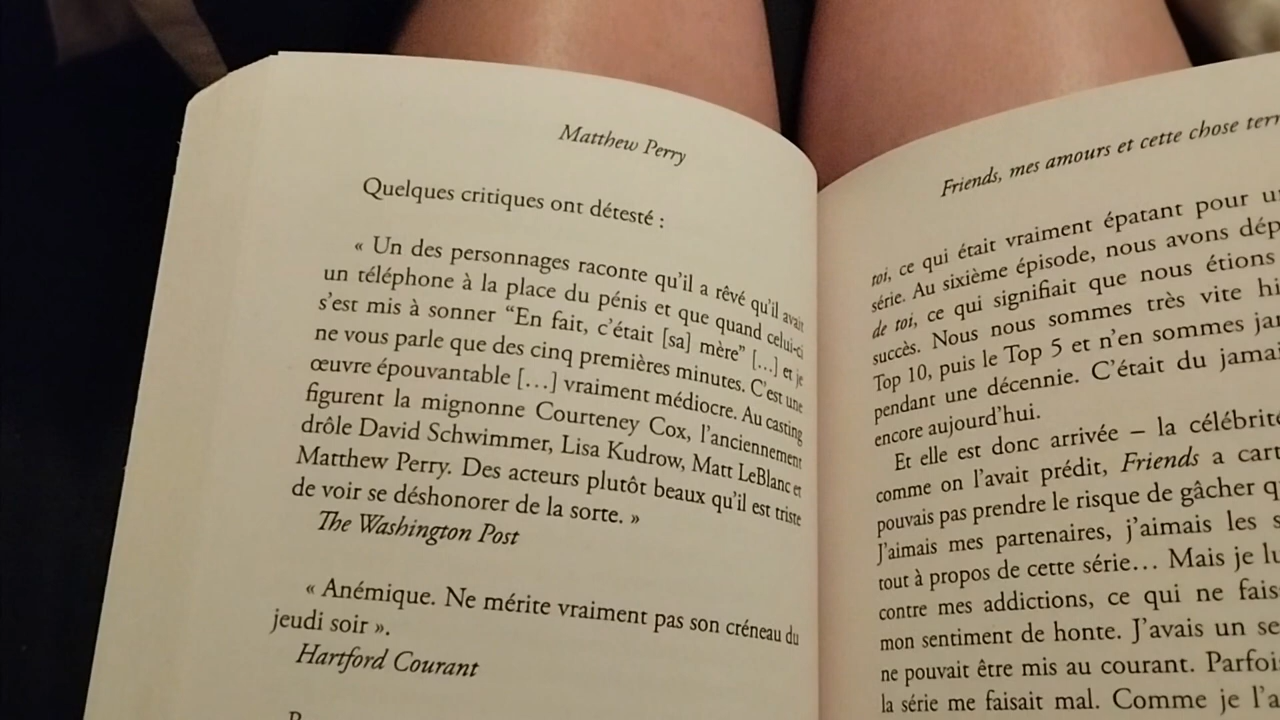 Matthew Perry
Quelques critiques ont détesté :
« Un des personnages raconte qu'il a rêvé qu'il avait
un téléphone à la place du pénis et que quand celui-ci
s'est mis à sonner “En fait, c'était [sa] mère” […] et je
ne vous parle que des cinq premières minutes. C'est une
œuvre épouvantable […] vraiment médiocre. Au casting
figurent la mignonne Courteney Cox, l'anciennement
drôle David Schwimmer, Lisa Kudrow, Matt LeBlanc et
Matthew Perry. Des acteurs plutôt beaux qu'il est triste
de voir se déshonorer de la sorte. »
The Washington Post
« Anémique. Ne mérite vraiment pas son créneau du
jeudi soir ».
Hartford Courant
Friends, mes amours et cette chose
toi, ce qui était vraiment épatant pour
série. Au sixième épisode, nous avons
de toi, ce qui signifiait que nous étions
succès. Nous nous sommes très vite
Top 10, puis le Top 5 et n'en sommes
pendant une décennie. C'était du
encore aujourd'hui.
Et elle est donc arrivée – la
comme on l'avait prédit, Friends a
pouvais pas prendre le risque de gâcher
J'aimais mes partenaires, j'aimais les
tout à propos de cette série… Mais je
contre mes addictions, ce qui ne
mon sentiment de honte. J'avais un
ne pouvait être mis au courant.
la série me faisait mal. Comme je